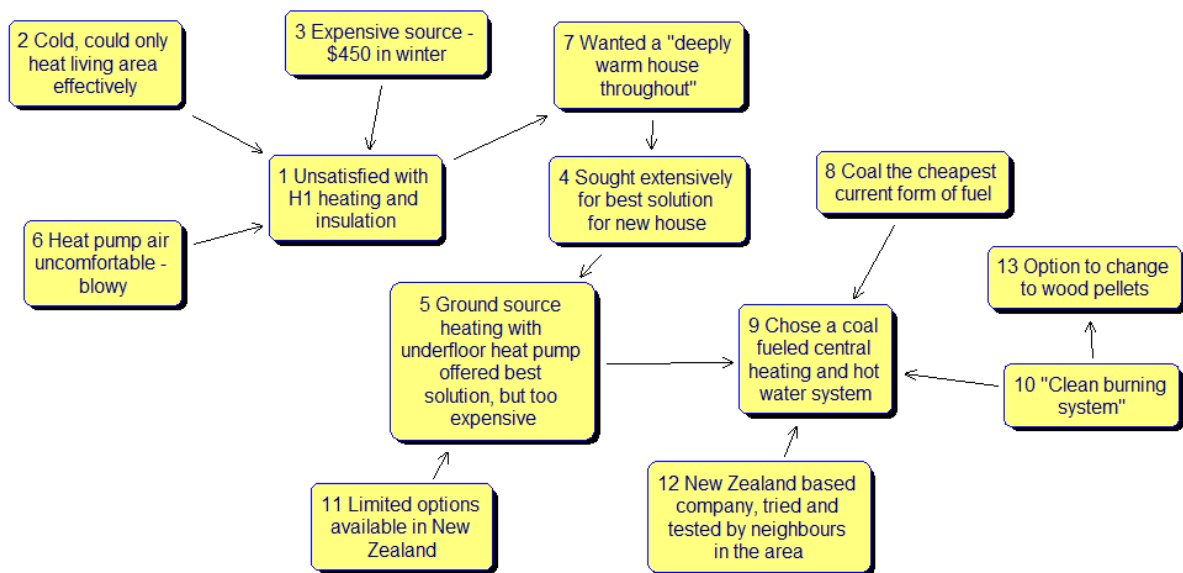 2 Cold, could only
heat living area
effectively
3 Expensive source -
$450 in winter
7 Wanted a "deeply
warm house
throughout"
1 Unsatisfied with
H1 heating and
insulation
4 Sought extensively
for best solution
for new house
8 Coal the cheapest
current form of fuel
6 Heat pump air
uncomfortable -
blowy
13 Option to change
to wood pellets
5 Ground source
heating with
underfloor heat pump
offered best
solution, but too
expensive
9 Chose a coal
fueled central
heating and hot
water system
10 "Clean burning
system"
11 Limited options
available in New
Zealand
12 New Zealand based
company, tried and
tested by neighbours
in the area